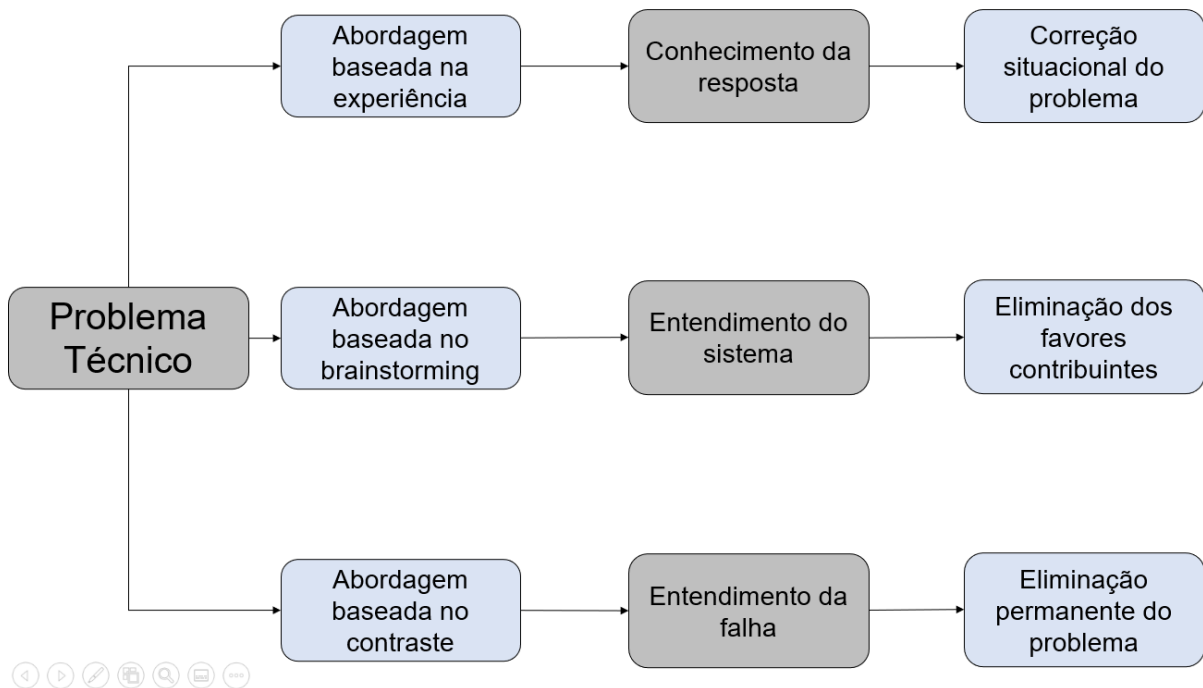 Abordagem
baseada na
experiência
Conhecimento da
resposta
Correção
situacional do
problema
Problema
Técnico
Abordagem
baseada no
brainstorming
Entendimento do
sistema
Eliminação dos
favores
contribuintes
Abordagem
baseada no
contraste
Entendimento da
falha
Eliminação
permanente do
problema